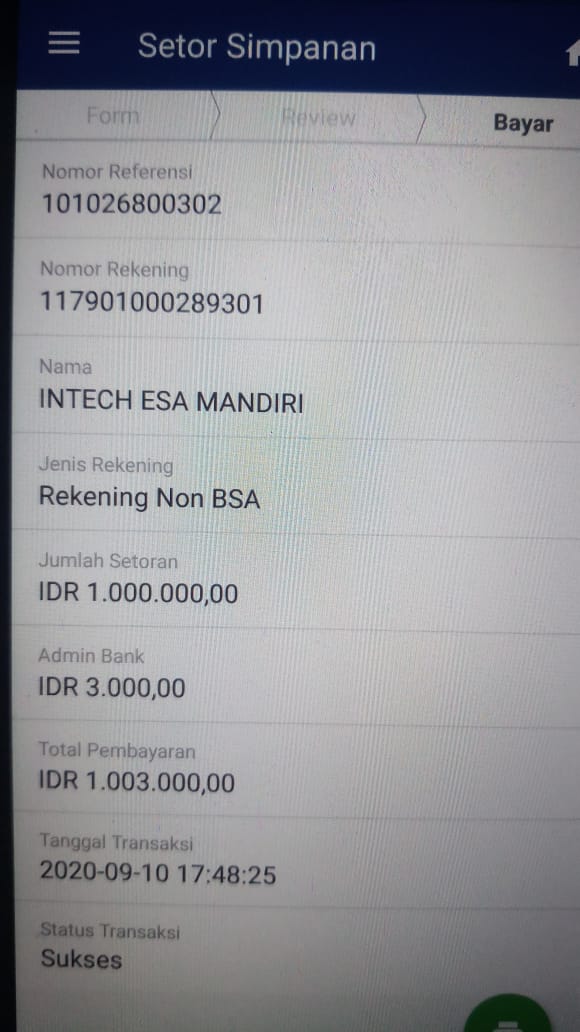 Setor Simpanan
Form
Review
Bayar
Nomor Referensi
101026800302
Nomor Rekening
117901000289301
Nama
INTECH ESA MANDIRI
Jenis Rekening
Rekening Non BSA
Jumlah Setoran
IDR 1.000.000,00
Admin Bank
IDR 3.000,00
Total Pembayaran
IDR 1.003.000,00
Tanggal Transaksi
2020-09-10 17:48:25
Status Transaksi
Sukses